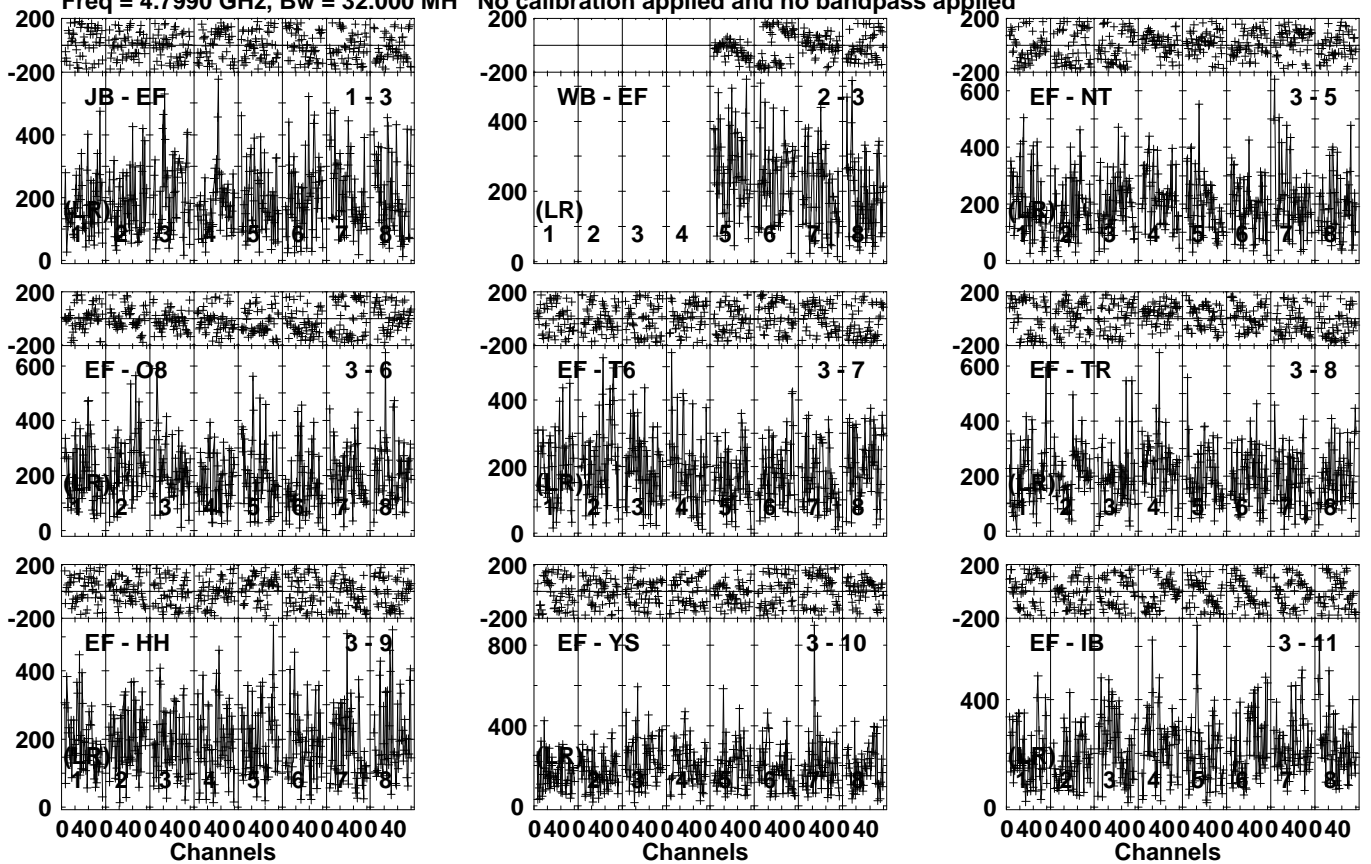 Freq = 4.7990 GHz, Bw = 32.000 MH No calibration applied and no bandpass applied
200
-200
JB - EF 1 - 3
400
200
0
(LR)
1 2 3 4 5 6 7 8
WB - EF 2 - 3
400
200
0
(LR)
1 2 3 4 5 6 7 8
200
-200
EF - NT 3 - 5
600
400
200
0
(LR)
1 2 3 4 5 6 7 8
200
-200
EF - O8 3 - 6
600
400
200
0
(LR)
1 2 3 4 5 6 7 8
200
-200
EF - T6 3 - 7
400
200
0
(LR)
1 2 3 4 5 6 7 8
200
-200
EF - TR 3 - 8
600
400
200
0
(LR)
1 2 3 4 5 6 7 8
200
-200
EF - HH 3 - 9
400
200
0
(LR)
1 2 3 4 5 6 7 8
0 40 0 40 0 40 0 40 0 40 0 40 0 40 0 40
Channels
200
-200
EF - YS 3 - 10
800
400
0
(LR)
1 2 3 4 5 6 7 8
0 40 0 40 0 40 0 40 0 40 0 40 0 40 0 40
Channels
200
-200
EF - IB 3 - 11
400
0
(LR)
1 2 3 4 5 6 7 8
0 40 0 40 0 40 0 40 0 40 0 40 0 40 0 40
Channels